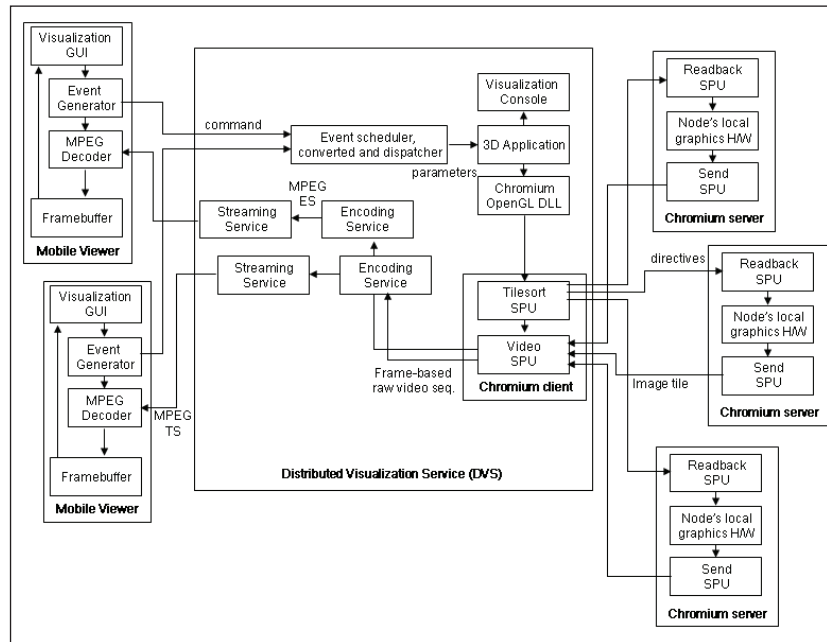 Visualization
GUI
Event
Generator
MPEG
Decoder
Framebuffer
Mobile Viewer
Visualization
GUI
Event
Generator
MPEG
Decoder
Framebuffer
Mobile Viewer
command
MPEG
TS
Event scheduler,
converted and dispatcher
parameters
Visualization
Console
3D Application
Chromium
OpenGL DLL
MPEG
ES
Streaming
Service
Encoding
Service
Streaming
Service
Encoding
Service
Frame-based
raw video seq.
Tilesort
SPU
Video
SPU
Chromium client
Distributed Visualization Service (DVS)
Readback
SPU
Node's local
graphics H/W
Send
SPU
Chromium server
directives
Image tile
Readback
SPU
Node's local
graphics H/W
Send
SPU
Chromium server
Readback
SPU
Node's local
graphics H/W
Send
SPU
Chromium server